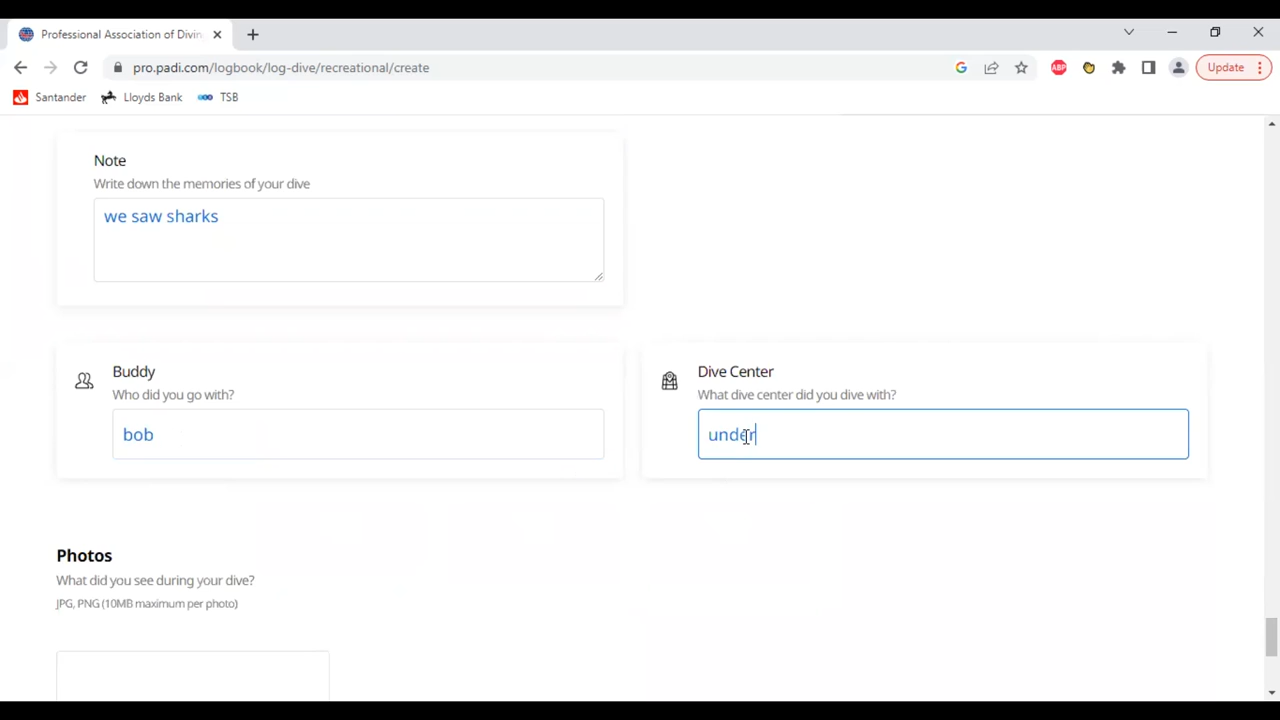 Professional Association of Divin
Update
pro.padi.com/logbook/log-dive/recreational/create
ABP
Santander
Lloyds Bank
TSB
Note
Write down the memories of your dive
we saw sharks
Buddy
Who did you go with?
bob
Dive Center
What dive center did you dive with?
under
Photos
What did you see during your dive?
JPG, PNG (10MB maximum per photo)